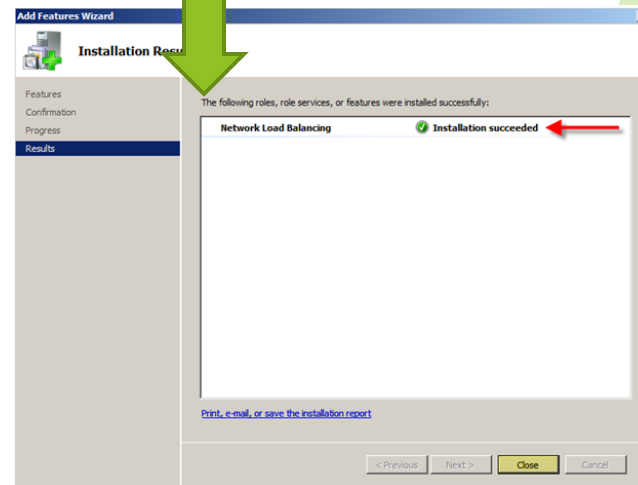 Add Features Wizard
Installation Resu
Features
Confirmation
Progress
Results
The following roles, role services, or features were installed successfully:
Network Load Balancing Installation succeeded
Print, e-mail, or save the installation report
< Previous Next > Close Cancel